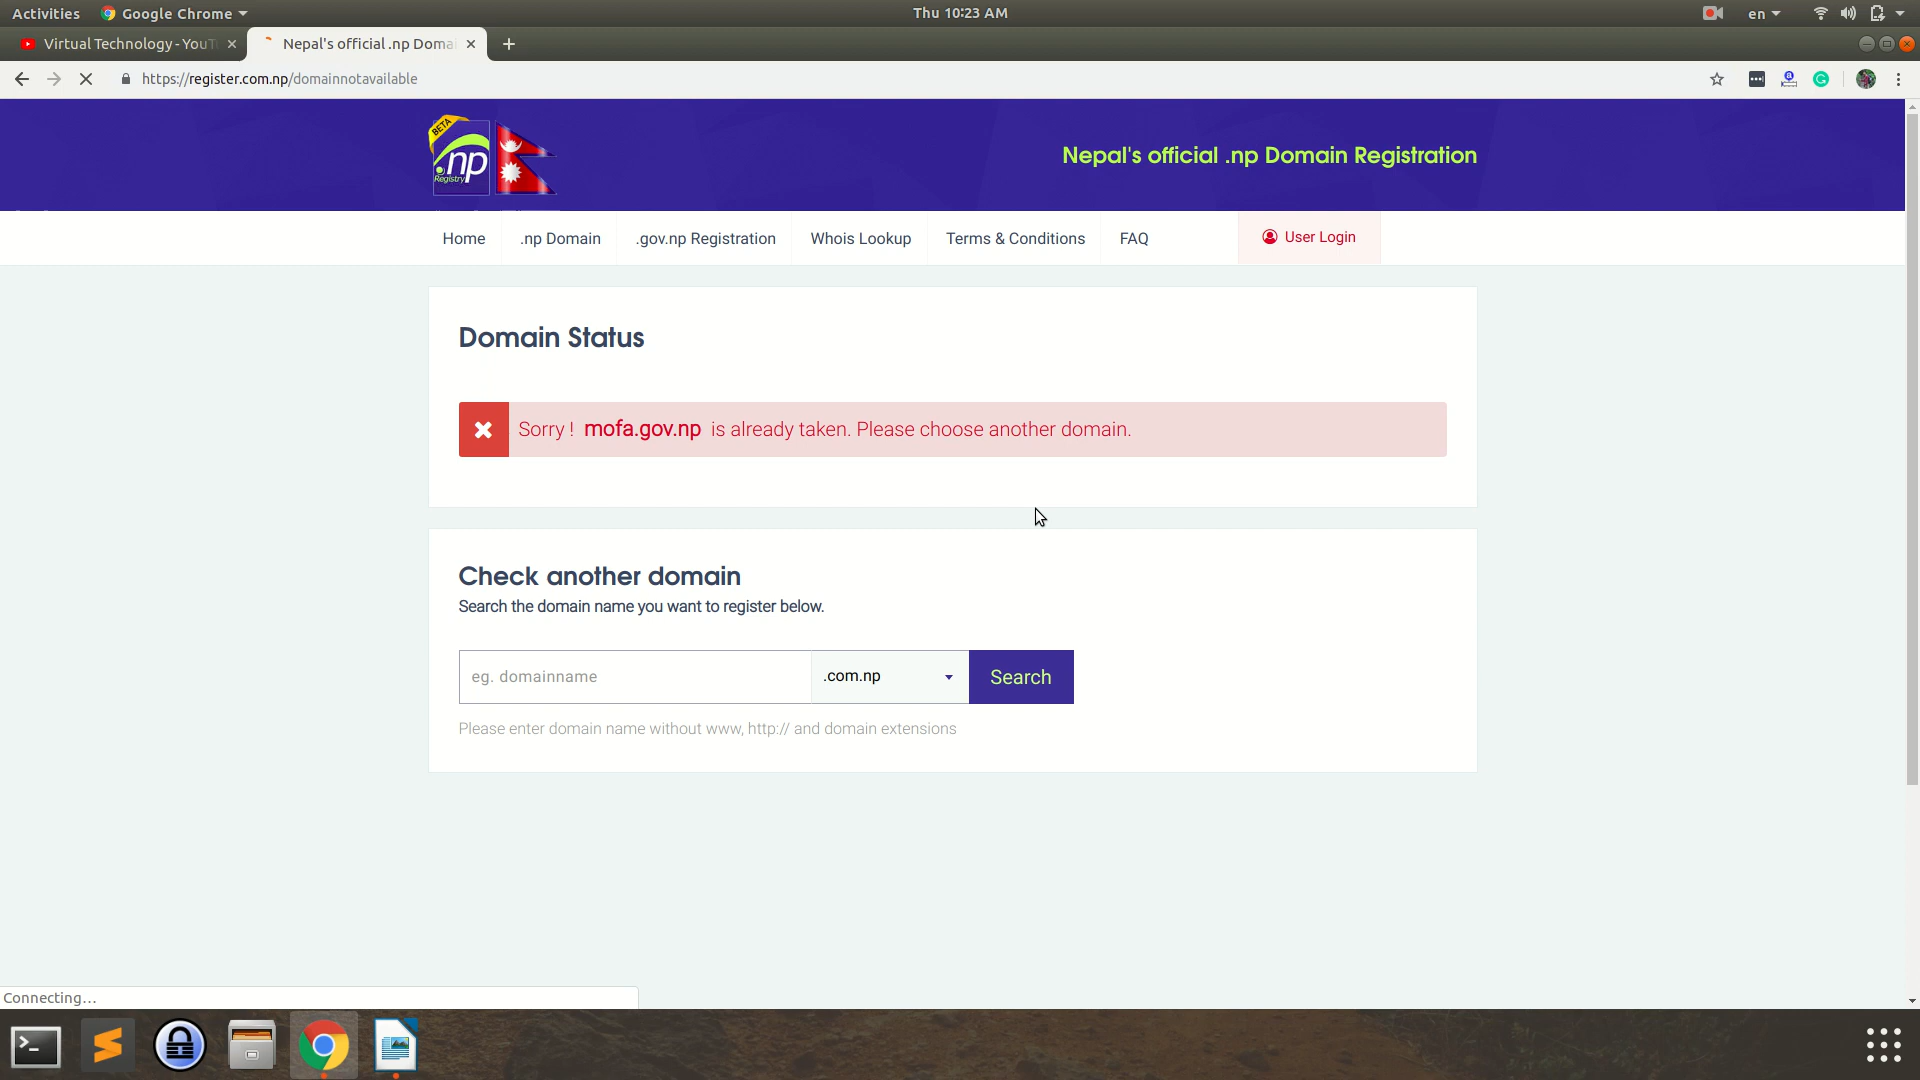 Activities
Google Chrome
Thu 10:23 AM
en
Virtual Technology - YouT
Nepal's official .np Domai
https://register.com.np/domainnotavailable
BETA
.np
Registry
Nepal's official .np Domain Registration
Home
.np Domain
.gov.np Registration
Whois Lookup
Terms & Conditions
FAQ
User Login
Domain Status
Sorry ! mofa.gov.np is already taken. Please choose another domain.
Check another domain
Search the domain name you want to register below.
eg. domainname
.com.np
Search
Please enter domain name without www, http:// and domain extensions
Connecting...